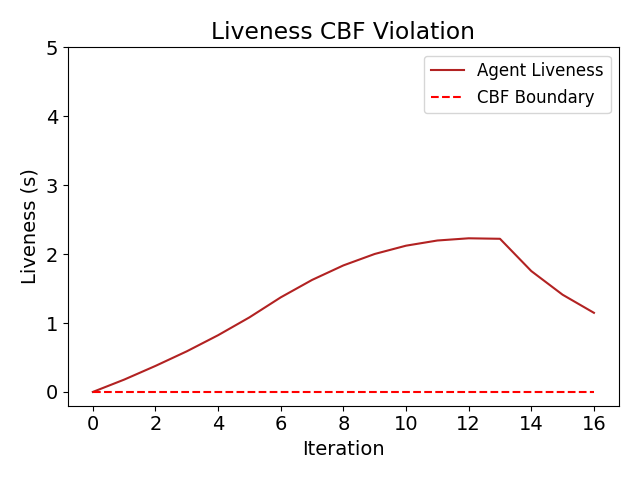 Liveness CBF Violation
Agent Liveness
CBF Boundary
Liveness (s)
5
4
3
2
1
0
0 2 4 6 8 10 12 14 16
Iteration